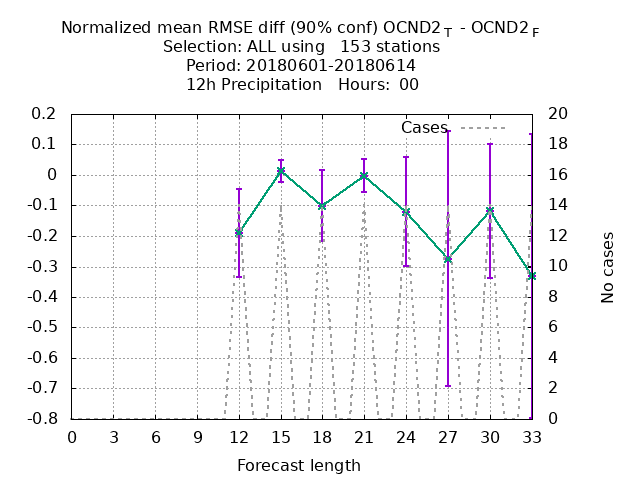 Normalized mean RMSE diff (90% conf) OCND2 T - OCND2 F
Selection: ALL using   153 stations
Period: 20180601-20180614
12h Precipitation   Hours:  00
0.2
0.1
0
-0.1
-0.2
-0.3
-0.4
-0.5
-0.6
-0.7
-0.8
Cases
20
18
16
14
12
10
8
6
4
2
0
No cases
0 3 6 9 12 15 18 21 24 27 30 33
Forecast length